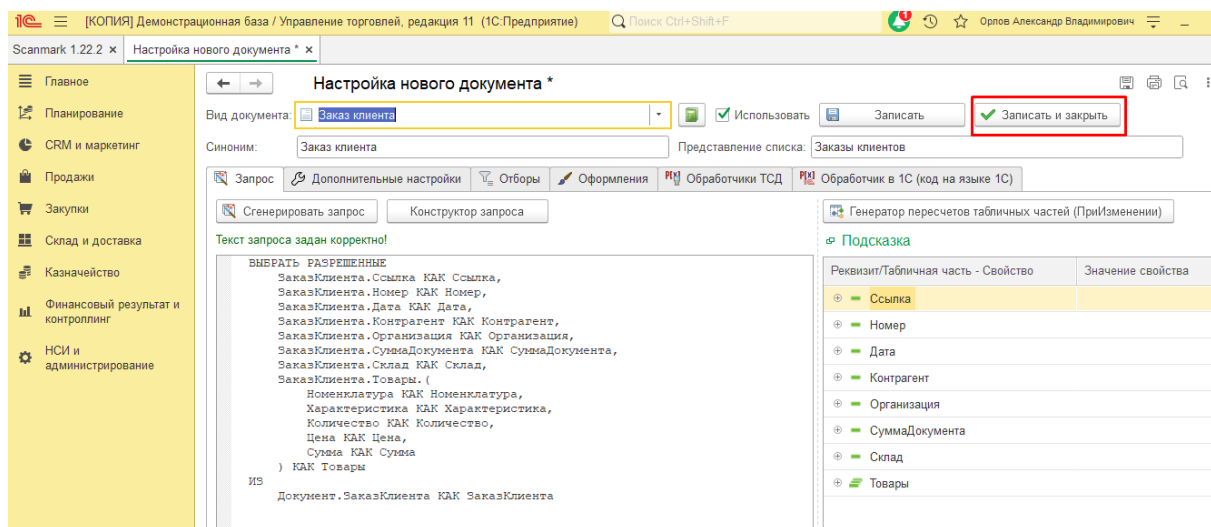 [КОПИЯ] Демонстрационная база / Управление торговлей, редакция 11 (1С:Предприятие) Поиск Ctrl+Shift+F Орлов Александр Владимирович
Scanmark 1.22.2 × Настройка нового документа * ×
Главное
Планирование
CRM и маркетинг
Продажи
Закупки
Склад и доставка
Казначейство
Финансовый результат и
контроллинг
НСИ и
администрирование
Настройка нового документа *
Вид документа: Заказ клиента Использовать Записать Записать и закрыть
Синоним: Заказ клиента Представление списка: Заказы клиентов
Запрос Дополнительные настройки Отборы Оформления Обработчики ТСД Обработчик в 1С (код на языке 1С)
Сгенерировать запрос Конструктор запроса Генератор пересчетов табличных частей (ПриИзменении)
Текст запроса задан корректно!
ВЫБРАТЬ РАЗРЕШЕННЫЕ
ЗаказКлиента.Ссылка КАК Ссылка,
ЗаказКлиента.Номер КАК Номер,
ЗаказКлиента.Дата КАК Дата,
ЗаказКлиента.Контрагент КАК Контрагент,
ЗаказКлиента.Организация КАК Организация,
ЗаказКлиента.СуммаДокумента КАК СуммаДокумента,
ЗаказКлиента.Склад КАК Склад,
ЗаказКлиента.Товары.(
Номенклатура КАК Номенклатура,
Характеристика КАК Характеристика,
Количество КАК Количество,
Цена КАК Цена,
Сумма КАК Сумма
) КАК Товары
ИЗ
Документ.ЗаказКлиента КАК ЗаказКлиента
Подсказка
Реквизит/Табличная часть - Свойство Значение свойства
Ссылка
Номер
Дата
Контрагент
Организация
СуммаДокумента
Склад
Товары